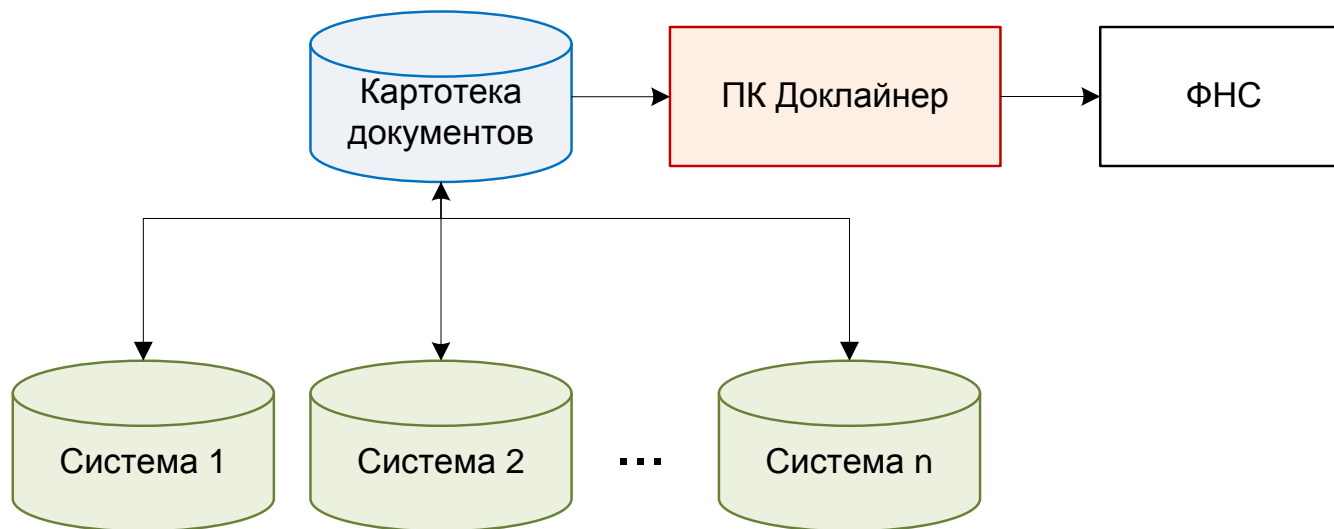 Картотека
документов
ПК Доклайнер
ФНС
Система 1
Система 2
...
Система n